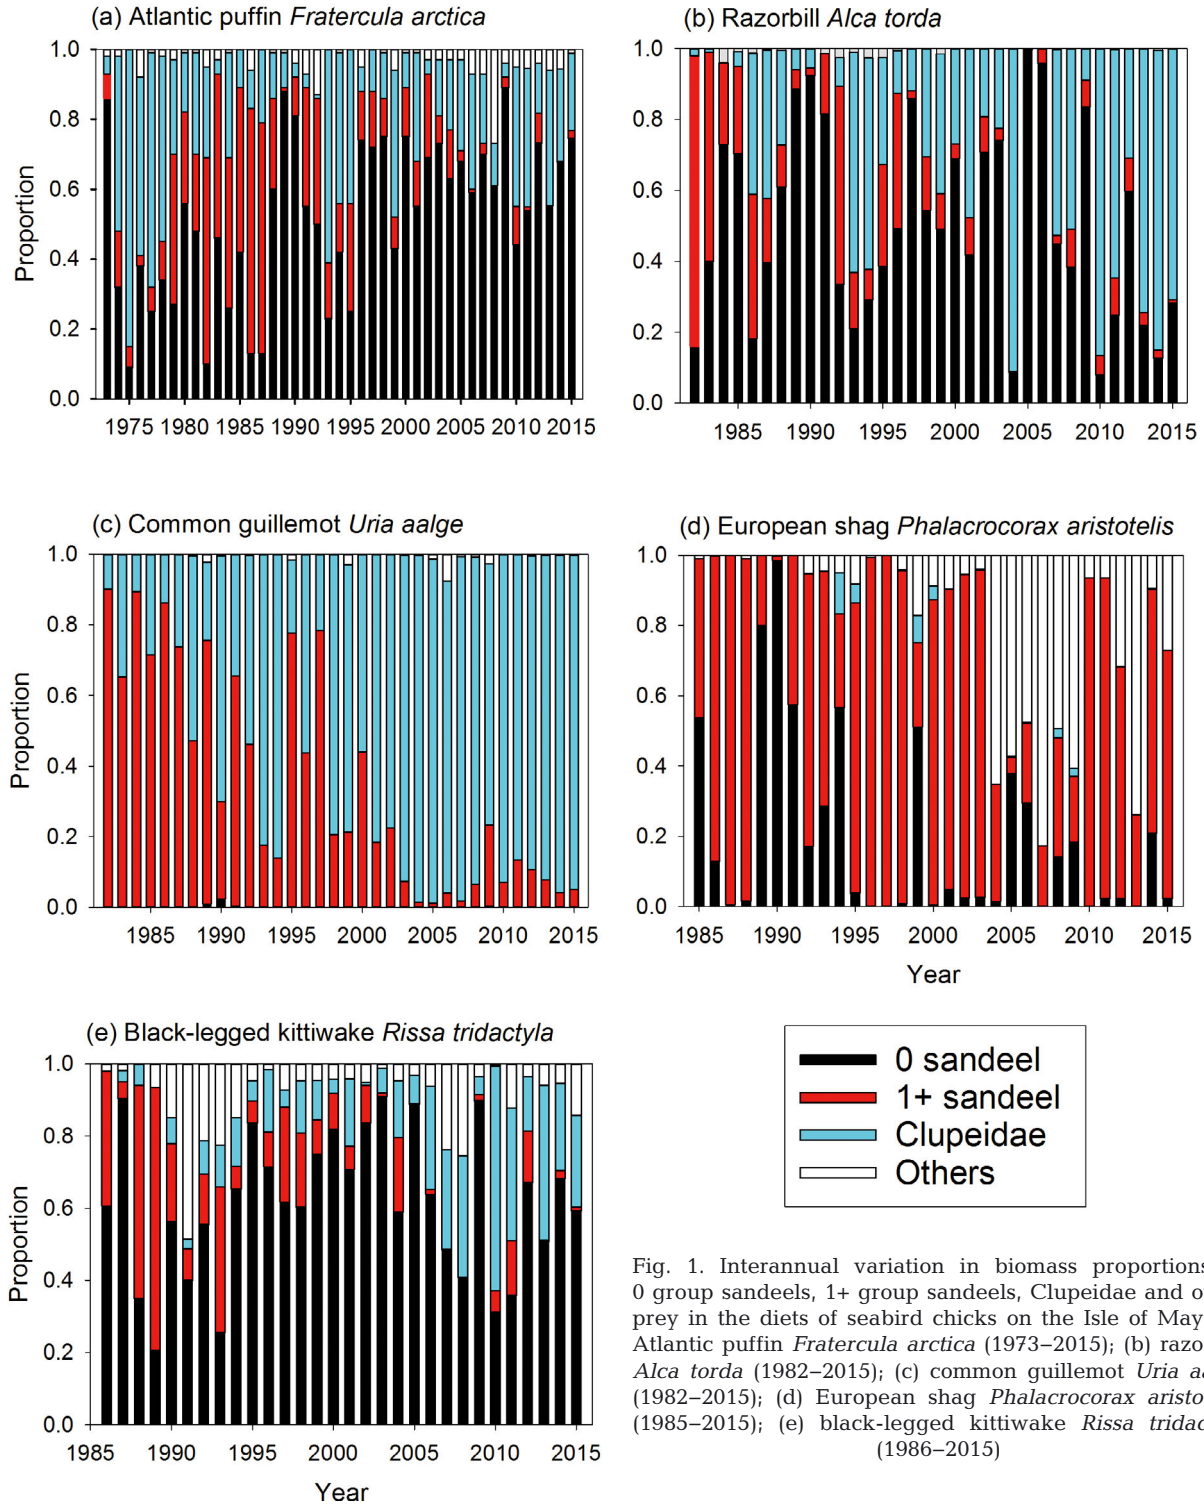 (a) Atlantic puffin Fratercula arctica
1.0
0.8
0.6
0.4
0.2
0.0
Proportion
1975 1980 1985 1990 1995 2000 2005 2010 2015
(b) Razorbill Alca torda
1.0
0.8
0.6
0.4
0.2
0.0
1985 1990 1995 2000 2005 2010 2015
(c) Common guillemot Uria aalge
1.0
0.8
0.6
0.4
0.2
0.0
Proportion
1985 1990 1995 2000 2005 2010 2015
(d) European shag Phalacrocorax aristotelis
1.0
0.8
0.6
0.4
0.2
0.0
1985 1990 1995 2000 2005 2010 2015
Year
(e) Black-legged kittiwake Rissa tridactyla
1.0
0.8
0.6
0.4
0.2
0.0
Proportion
1985 1990 1995 2000 2005 2010 2015
Year
0 sandeel
1+ sandeel
Clupeidae
Others
Fig. 1. Interannual variation in biomass proportions
0 group sandeels, 1+ group sandeels, Clupeidae and o
prey in the diets of seabird chicks on the Isle of May
Atlantic puffin Fratercula arctica (1973–2015); (b) razo
Alca torda (1982–2015); (c) common guillemot Uria aa
(1982–2015); (d) European shag Phalacrocorax aristo
(1985–2015); (e) black-legged kittiwake Rissa tridac
(1986–2015)